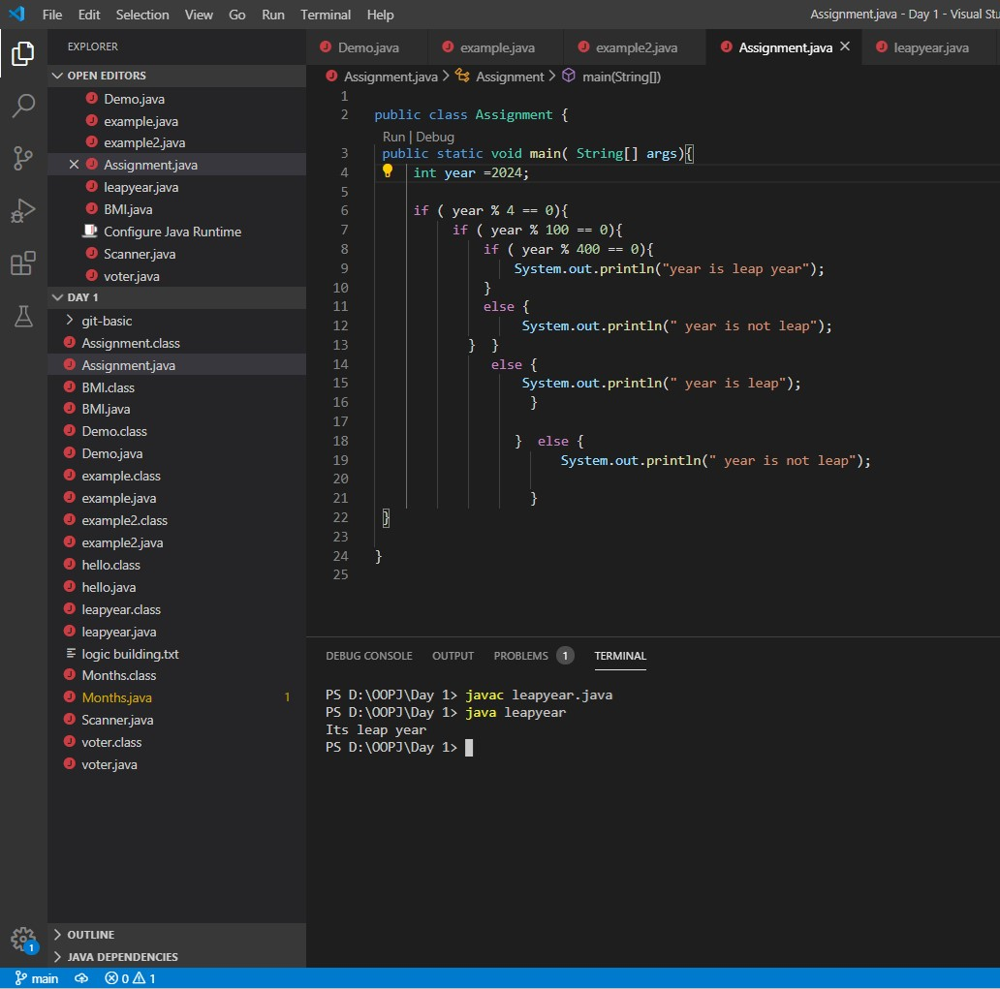 File Edit Selection View Go Run Terminal Help Assignment.java - Day 1 - Visual Stu
EXPLORER
OPEN EDITORS
Demo.java
example.java
example2.java
Assignment.java
leapyear.java
BMI.java
Configure Java Runtime
Scanner.java
voter.java
DAY 1
git-basic
Assignment.class
Assignment.java
BMI.class
BMI.java
Demo.class
Demo.java
example.class
example.java
example2.class
example2.java
hello.class
hello.java
leapyear.class
leapyear.java
logic building.txt
Months.class
Months.java 1
Scanner.java
voter.class
voter.java
OUTLINE
JAVA DEPENDENCIES
Demo.java example.java example2.java Assignment.java leapyear.java
Assignment.java > Assignment > main(String[])
1
2 public class Assignment {
Run | Debug
3 public static void main( String[] args){
4 int year =2024;
5
6 if ( year % 4 == 0){
7 if ( year % 100 == 0){
8 if ( year % 400 == 0){
9 System.out.println("year is leap year");
10 }
11 else {
12 System.out.println(" year is not leap");
13 } }
14 else {
15 System.out.println(" year is leap");
16 }
17
18 } else {
19 System.out.println(" year is not leap");
20
21 }
22 }
23
24 }
25
DEBUG CONSOLE OUTPUT PROBLEMS 1 TERMINAL
PS D:\OOPJ\Day 1> javac leapyear.java
PS D:\OOPJ\Day 1> java leapyear
Its leap year
PS D:\OOPJ\Day 1>
1
main 0 1